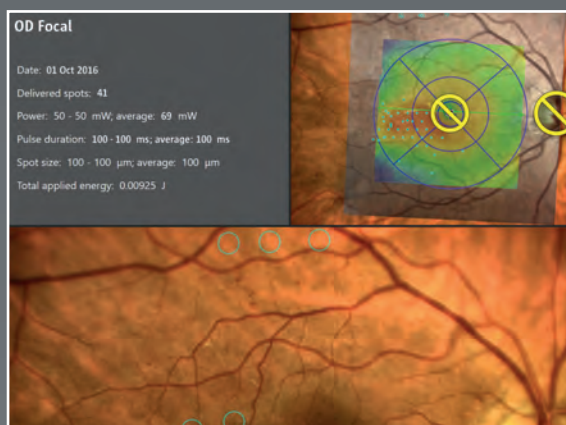 OD Focal
Date: 01 Oct 2016
Delivered spots: 41
Power: 50 - 50 mW; average: 69 mW
Pulse duration: 100 - 100 ms; average: 100 ms
Spot size: 100 - 100 μm; average: 100 μm
Total applied energy: 0.00925 J